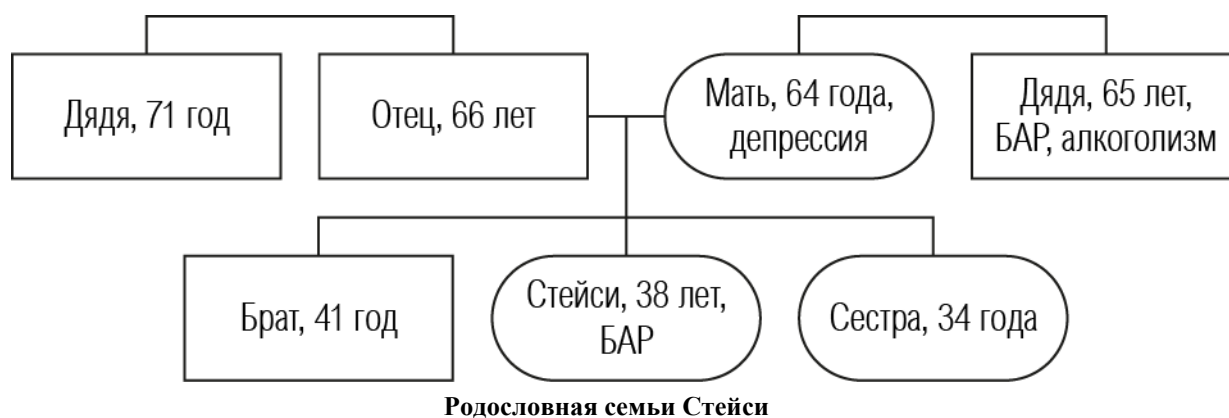 Дядя, 71 год
Отец, 66 лет
Мать, 64 года,
депрессия
Дядя, 65 лет,
БАР, алкоголизм
Брат, 41 год
Стейси, 38 лет,
БАР
Сестра, 34 года
Родословная семьи Стейси